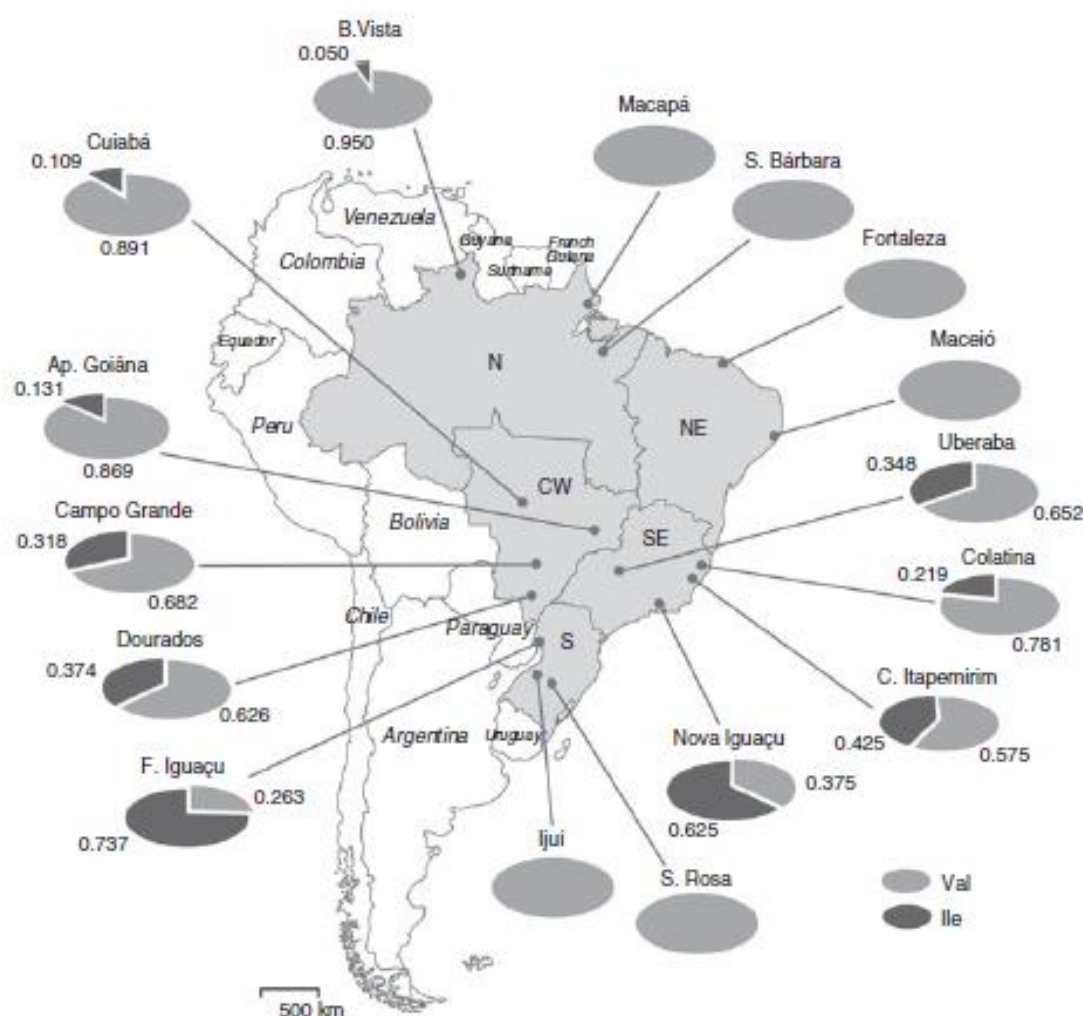 B.Vista
0.050
0.950
Macapá
Cuiabá
0.109
0.891
S. Bárbara
Venezuela
Guyana
French
Guiana
Suriname
Colombia
Fortaleza
Equador
N
Maceió
Ap. Goiâna
0.131
0.869
Peru
NE
Uberaba
0.348
0.652
CW
Campo Grande
0.318
0.682
Bolivia
SE
Colatina
0.219
0.781
Chile
Paraguay
S
Dourados
0.374
0.626
C. Itapemirim
0.425
0.575
Argentina
Uruguay
Nova Iguaçu
0.375
0.625
F. Iguaçu
0.263
0.737
Ijui
S. Rosa
Val
Ile
500 km